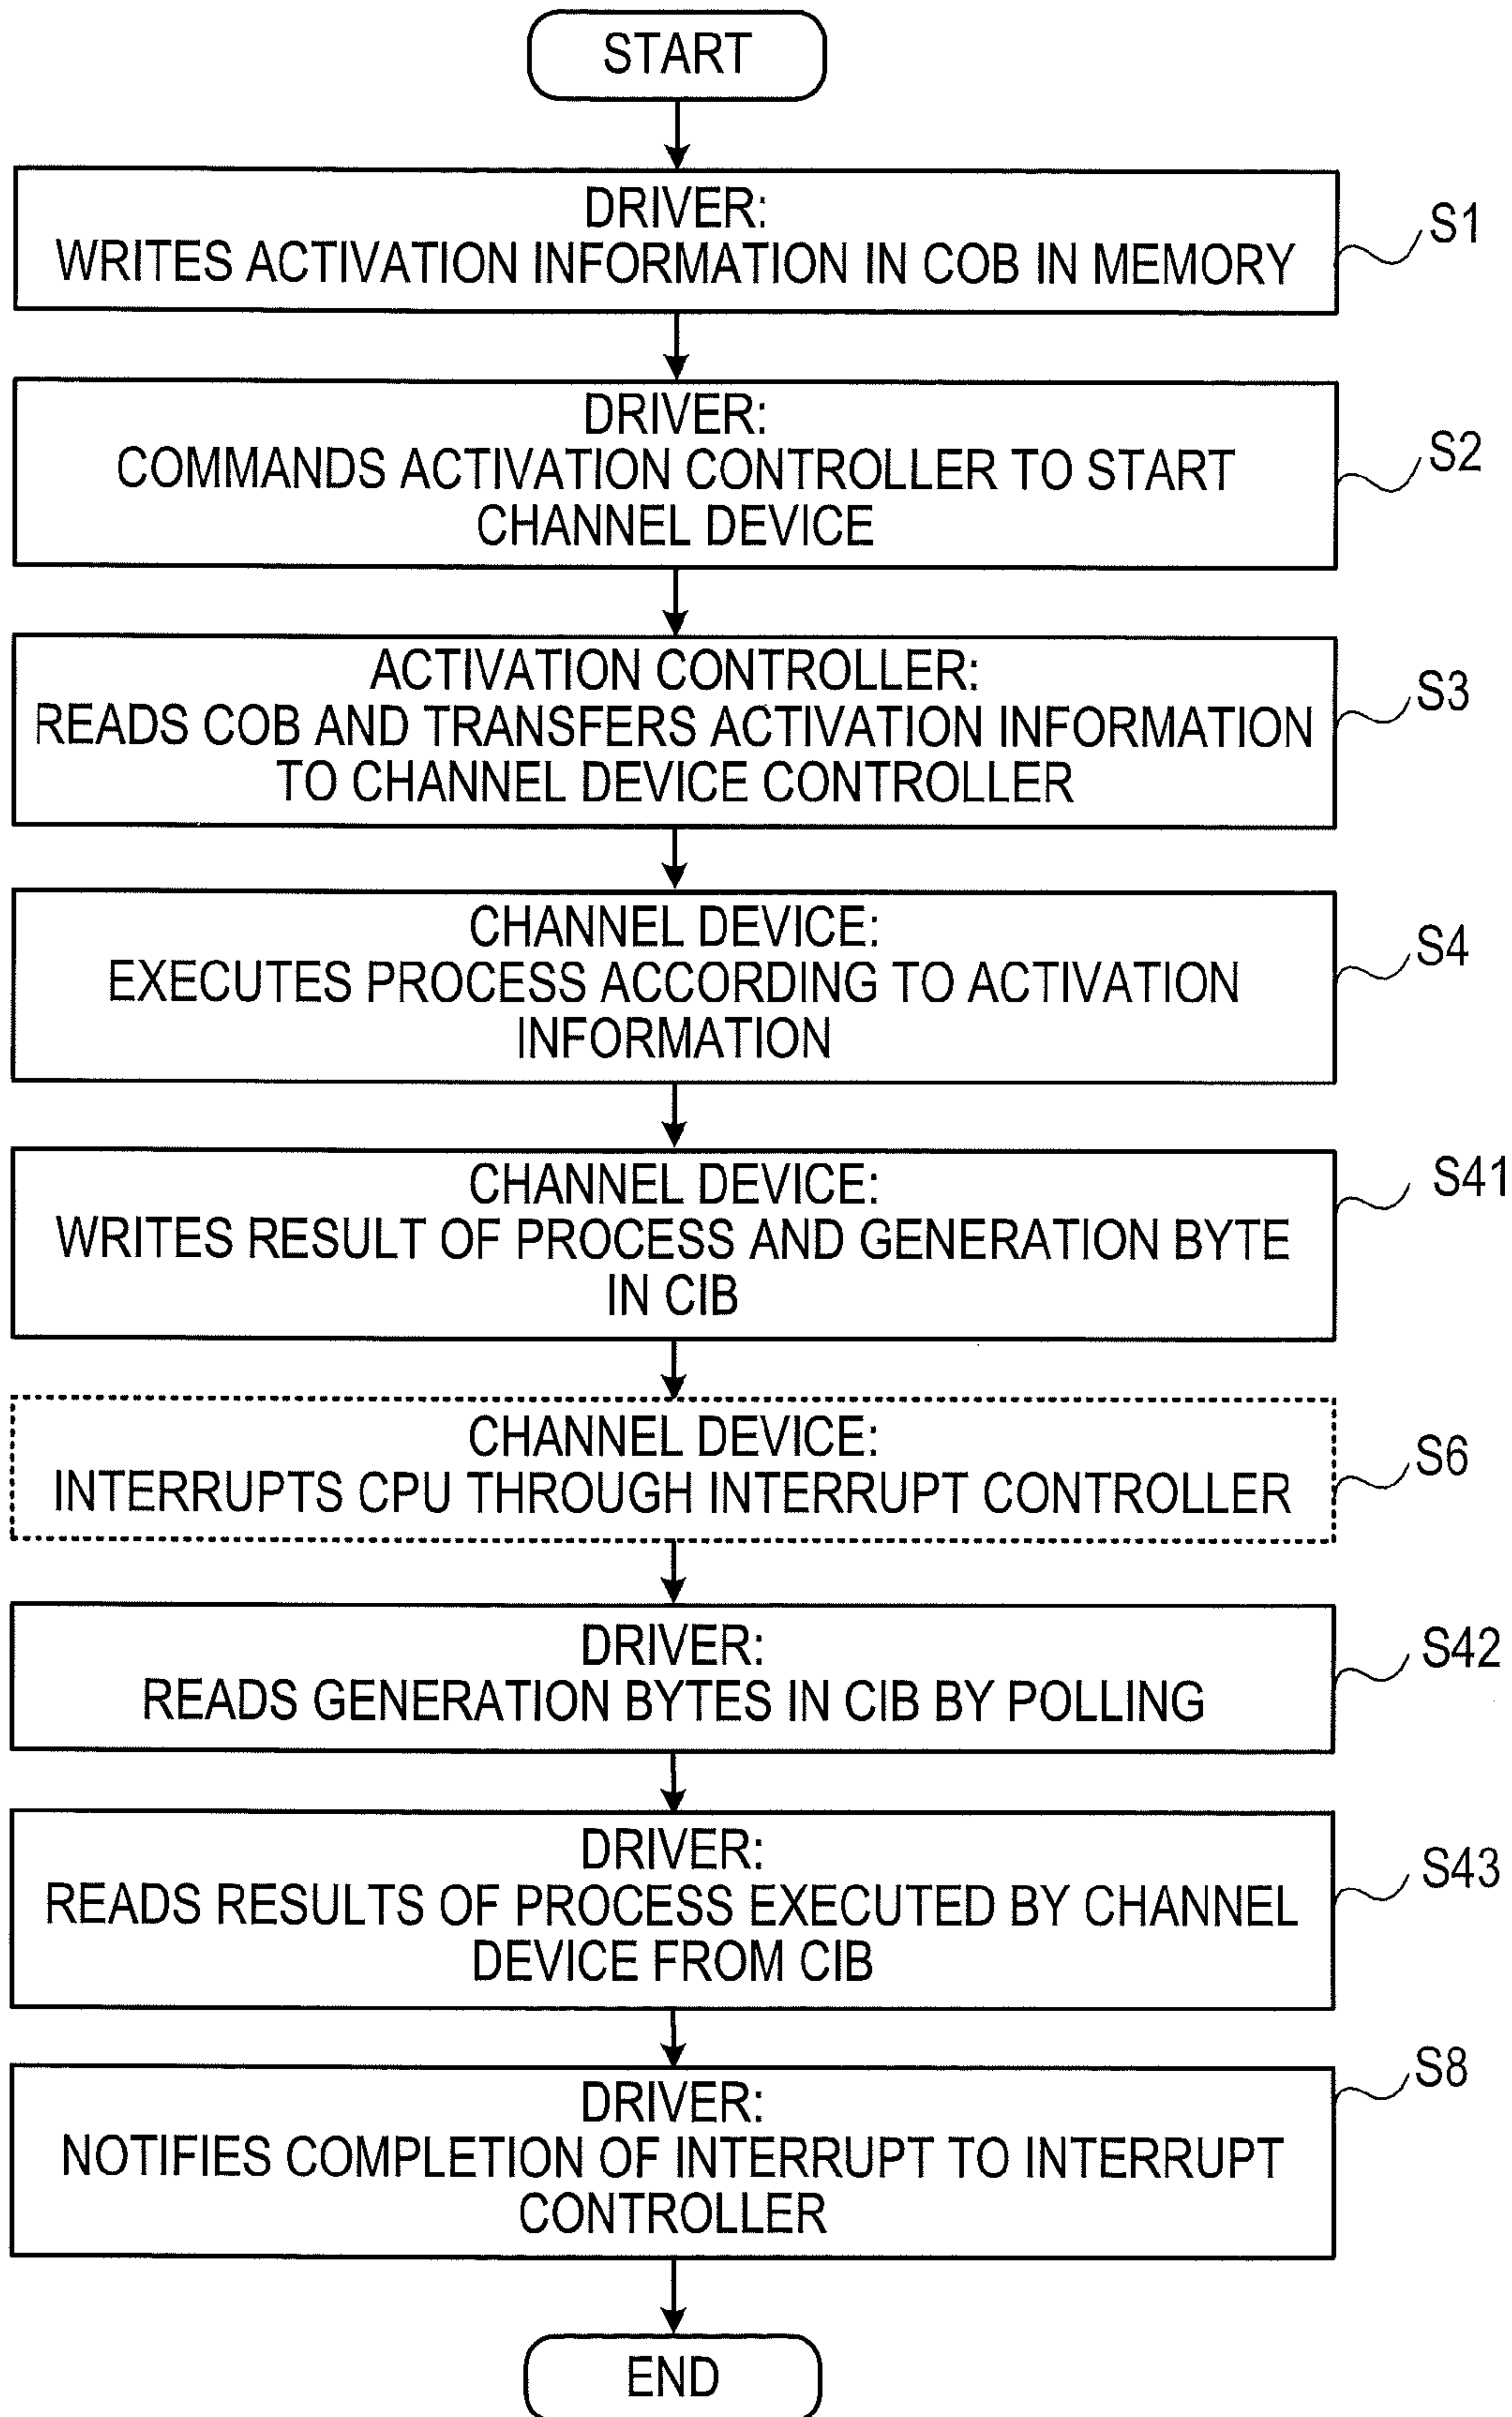 START
DRIVER:
WRITES ACTIVATION INFORMATION IN COB IN MEMORY
S1
DRIVER:
COMMANDS ACTIVATION CONTROLLER TO START
CHANNEL DEVICE
S2
ACTIVATION CONTROLLER:
READS COB AND TRANSFERS ACTIVATION INFORMATION
TO CHANNEL DEVICE CONTROLLER
S3
CHANNEL DEVICE:
EXECUTES PROCESS ACCORDING TO ACTIVATION
INFORMATION
S4
CHANNEL DEVICE:
WRITES RESULT OF PROCESS AND GENERATION BYTE
IN CIB
S41
CHANNEL DEVICE:
INTERRUPTS CPU THROUGH INTERRUPT CONTROLLER
S6
DRIVER:
READS GENERATION BYTES IN CIB BY POLLING
S42
DRIVER:
READS RESULTS OF PROCESS EXECUTED BY CHANNEL
DEVICE FROM CIB
S43
DRIVER:
NOTIFIES COMPLETION OF INTERRUPT TO INTERRUPT
CONTROLLER
S8
END